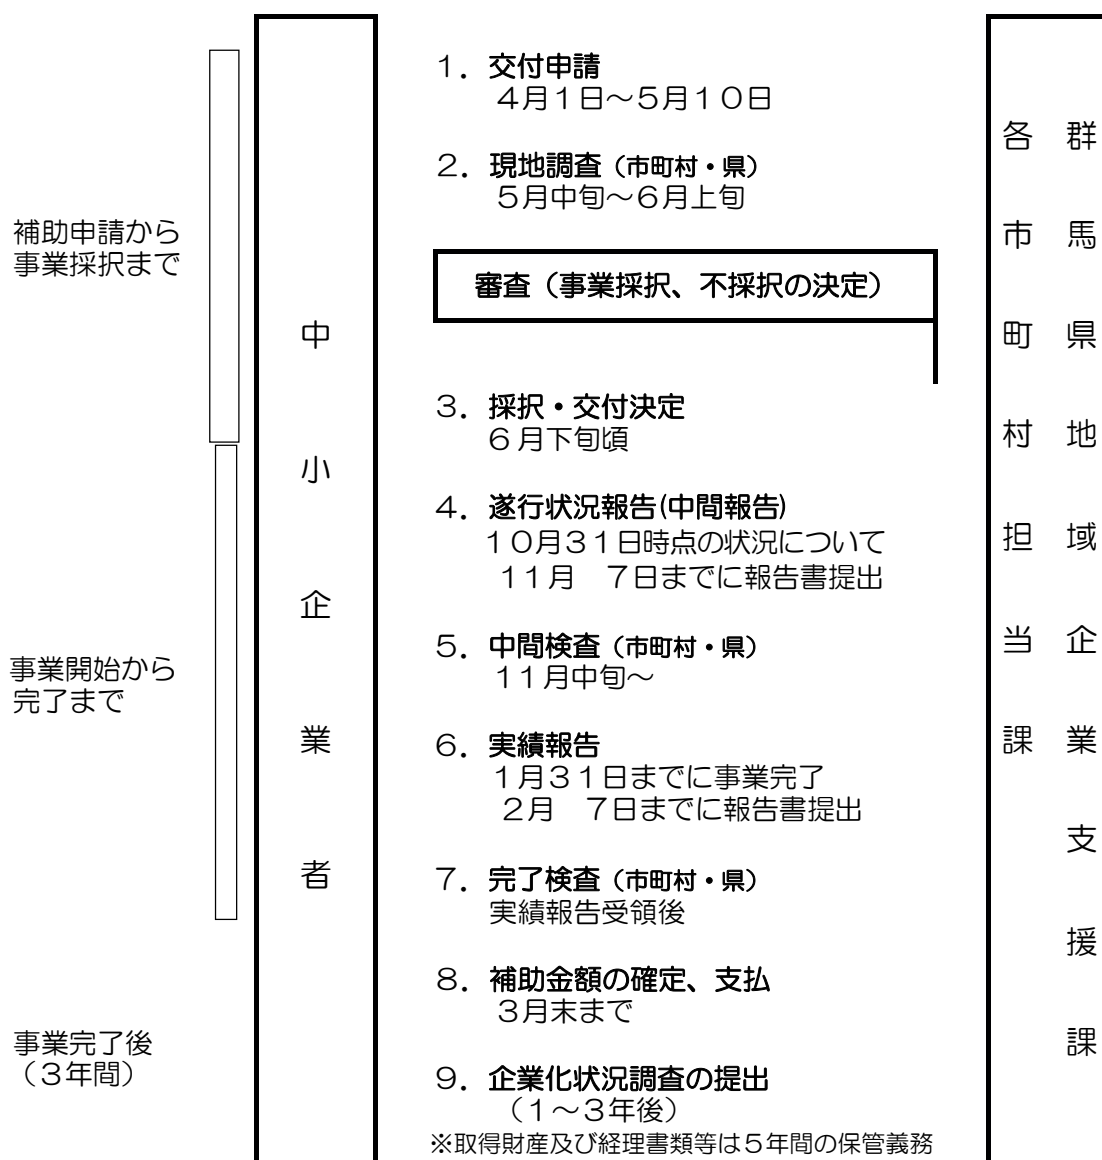 補助申請から
事業採択まで
事業開始から
完了まで
事業完了後
（３年間）
中小企業者
１．交付申請
４月１日～５月１０日
２．現地調査（市町村・県）
５月中旬～６月上旬
審査（事業採択、不採択の決定）
３．採択・交付決定
６月下旬頃
４．遂行状況報告(中間報告)
１０月３１日時点の状況について
１１月　７日までに報告書提出
５．中間検査（市町村・県）
１１月中旬～
６．実績報告
１月３１日までに事業完了
２月　７日までに報告書提出
７．完了検査（市町村・県）
実績報告受領後
８．補助金額の確定、支払
３月末まで
９．企業化状況調査の提出
（１～３年後）
※取得財産及び経理書類等は５年間の保管義務
群馬県地域企業支援課
各市町村担当課